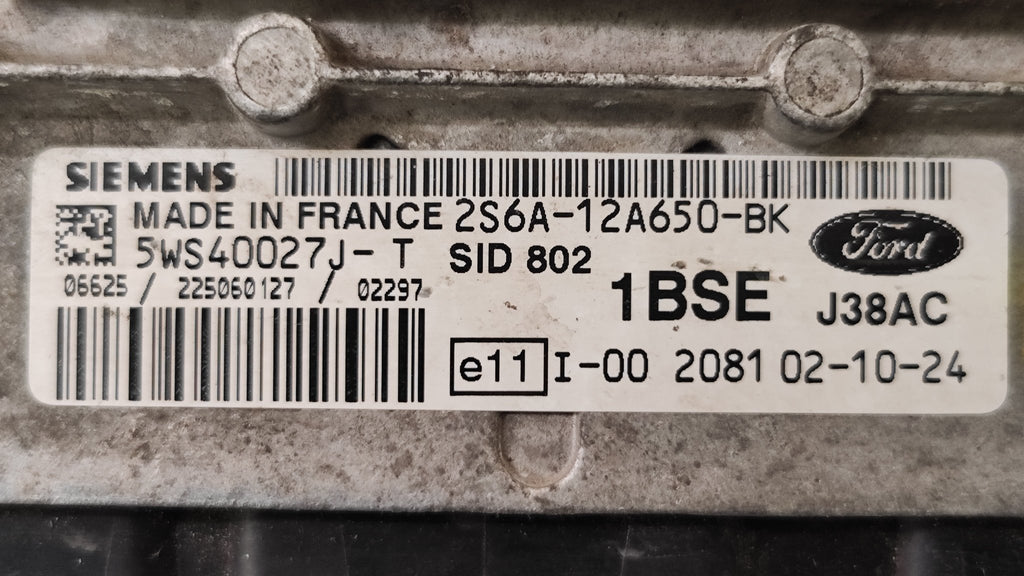 SIEMENS
MADE IN FRANCE 2S6A-12A650-BK
Ford
5WS40027J-T SID 802
06625 / 225060127 / 02297
1BSE J38AC
e11 I-00 2081 02-10-24